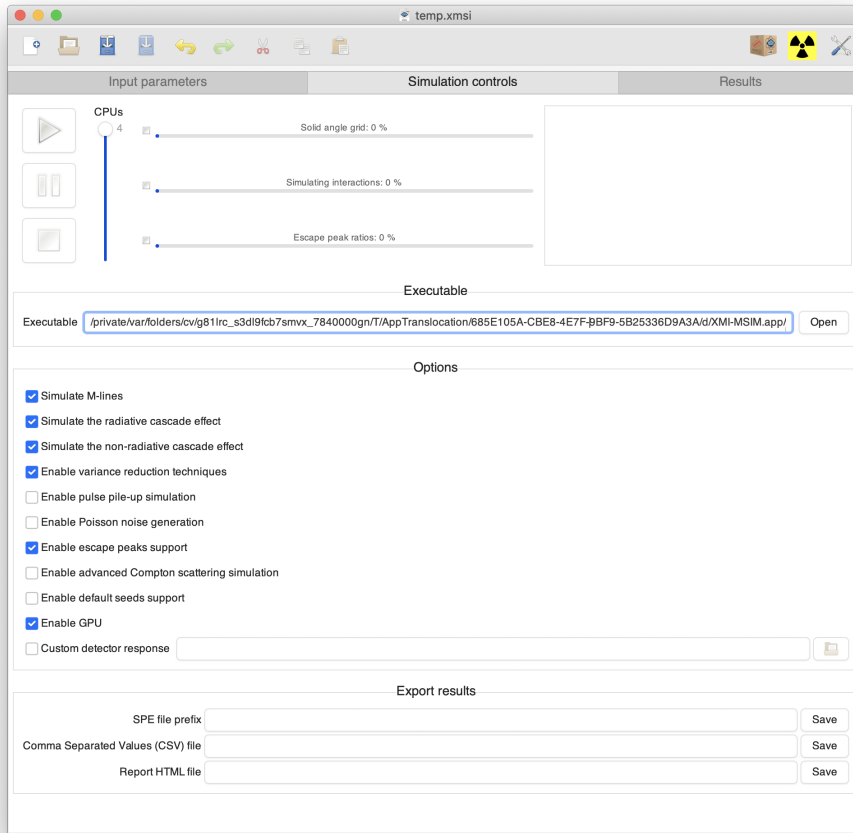 temp.xmsi
Input parameters
Simulation controls
Results
CPUs
4
Solid angle grid: 0 %
Simulating interactions: 0 %
Escape peak ratios: 0 %
Executable
Executable /private/var/folders/cv/g81lrc_s3dl9fcb7smvx_7840000gn/T/AppTranslocation/685E105A-CBE8-4E7F-9BF9-5B25336D9A3A/d/XMI-MSIM.app/ Open
Options
Simulate M-lines
Simulate the radiative cascade effect
Simulate the non-radiative cascade effect
Enable variance reduction techniques
Enable pulse pile-up simulation
Enable Poisson noise generation
Enable escape peaks support
Enable advanced Compton scattering simulation
Enable default seeds support
Enable GPU
Custom detector response
Export results
SPE file prefix Save
Comma Separated Values (CSV) file Save
Report HTML file Save